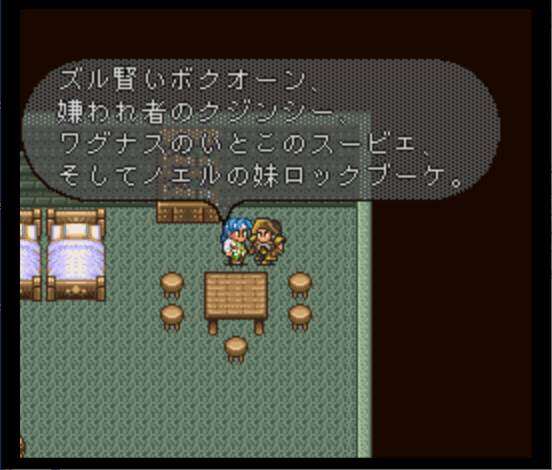 ズル賢いボクオーン、
嫌われ者のクジンシー、
ワグナスのいとこのスービエ、
そしてノエルの妹ロックブーケ。